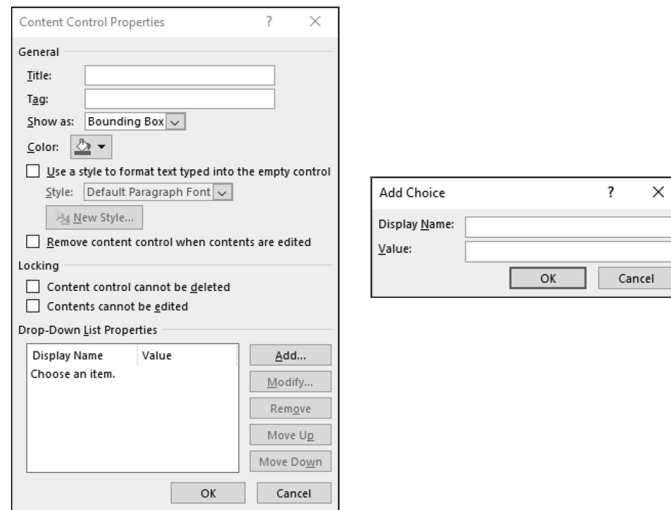 Content Control Properties ? ×
General
Title:
Tag:
Show as: Bounding Box
Color:
Use a style to format text typed into the empty control
Style: Default Paragraph Font
New Style...
Remove content control when contents are edited
Locking
Content control cannot be deleted
Contents cannot be edited
Drop-Down List Properties
Display Name Value
Choose an item.
Add...
Modify...
Remove
Move Up
Move Down
OK Cancel
Add Choice ? ×
Display Name:
Value:
OK Cancel